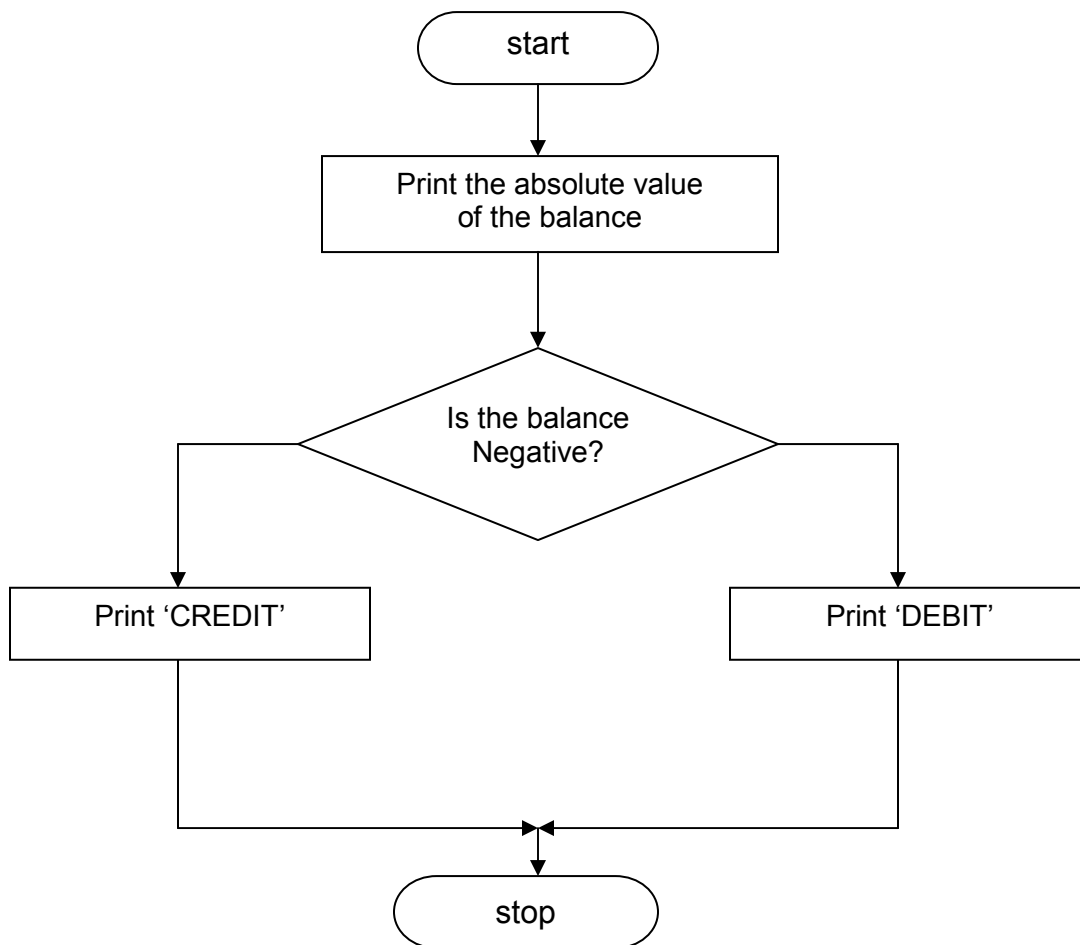 start
Print the absolute value
of the balance
Is the balance
Negative?
Print ‘CREDIT’
Print ‘DEBIT’
stop